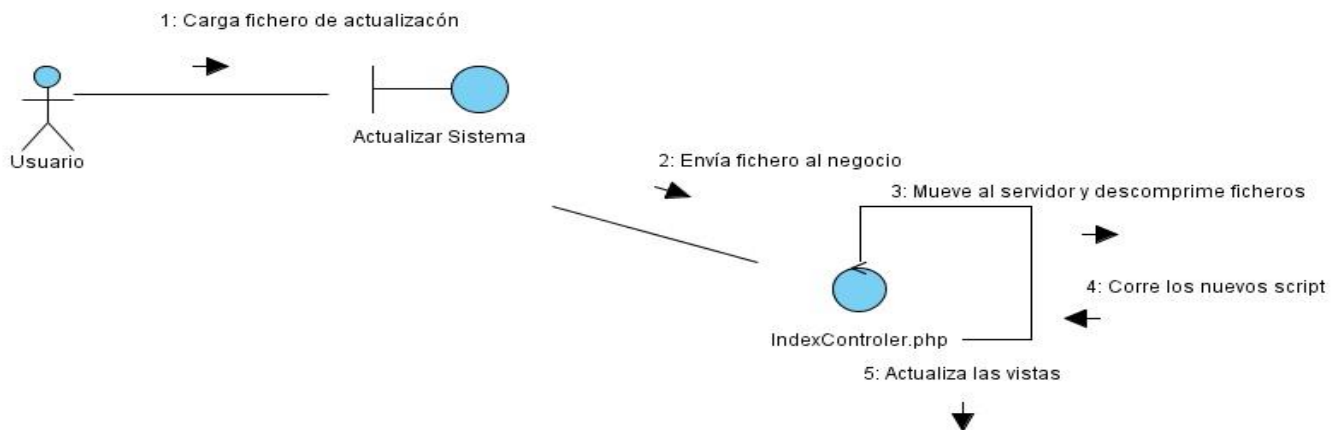 1: Carga fichero de actualizacón
Usuario
Actualizar Sistema
2: Envía fichero al negocio
3: Mueve al servidor y descomprime ficheros
4: Corre los nuevos script
IndexControler.php
5: Actualiza las vistas